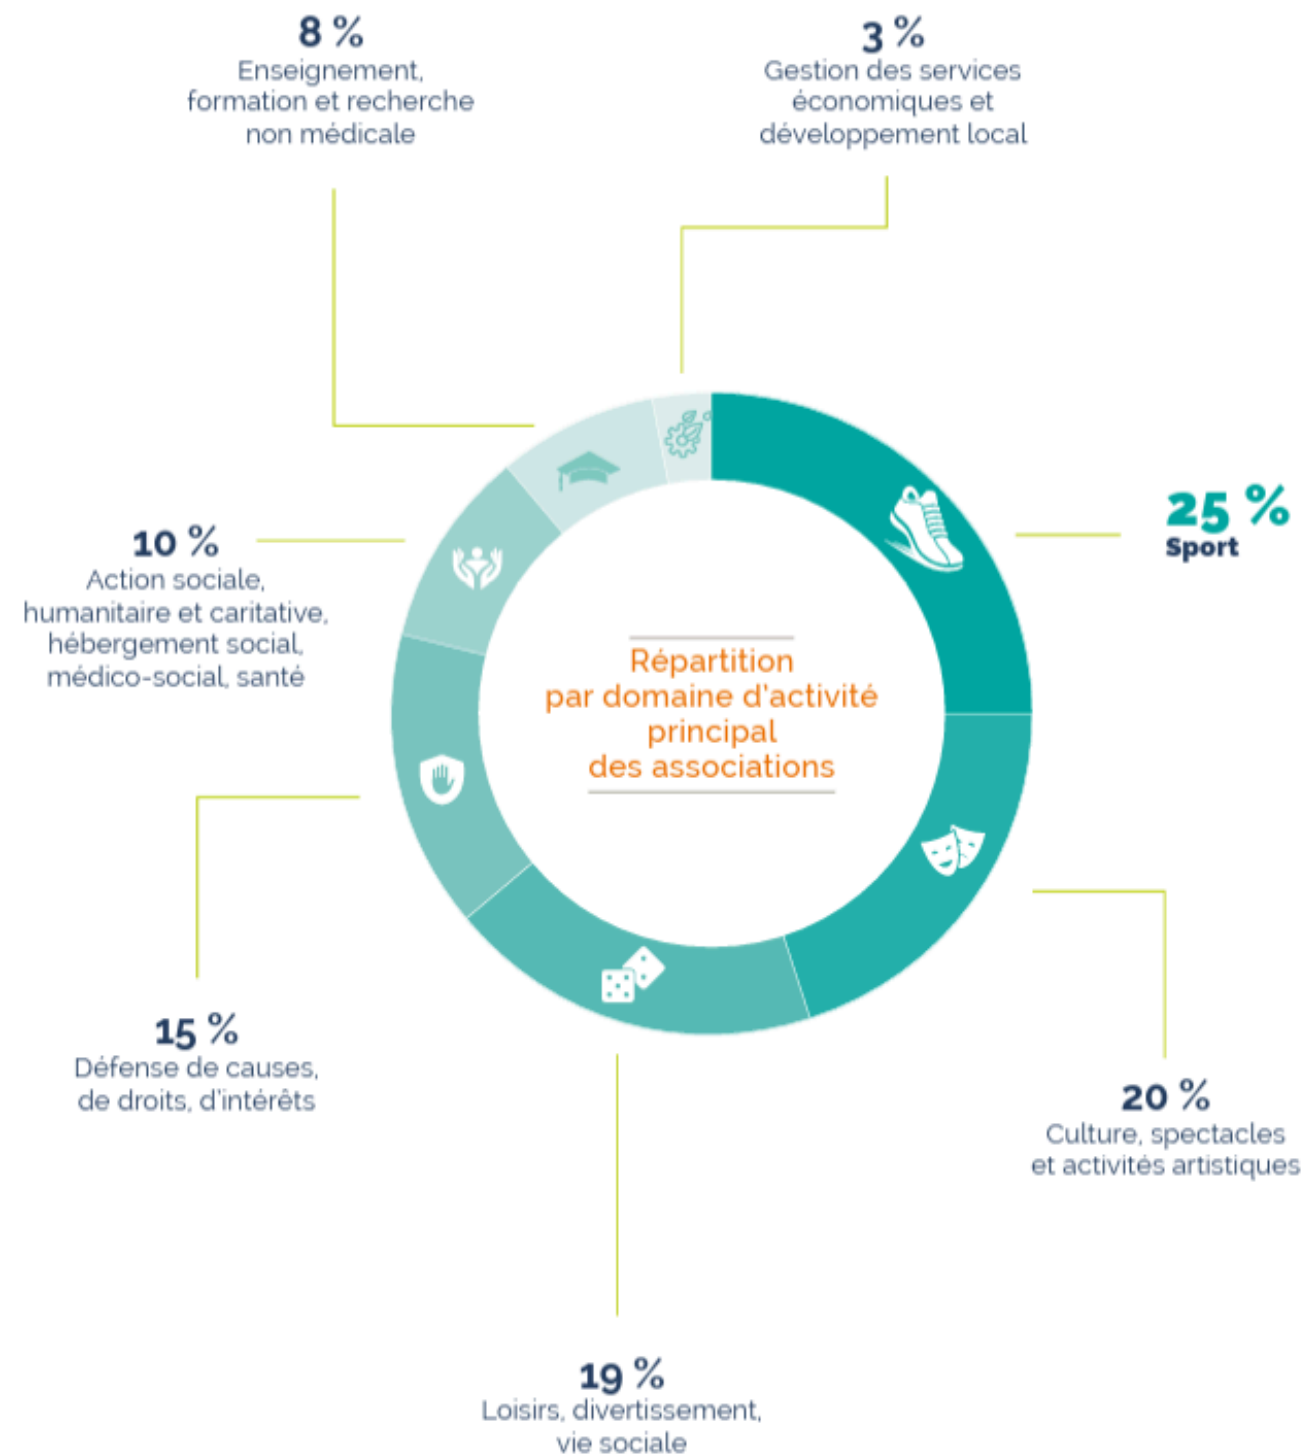 8 %
Enseignement,
formation et recherche
non médicale
3 %
Gestion des services
économiques et
développement local
25 %
Sport
10 %
Action sociale,
humanitaire et caritative,
hébergement social,
médico-social, santé
Répartition
par domaine d'activité
principal
des associations
15 %
Défense de causes,
de droits, d'intérêts
20 %
Culture, spectacles
et activités artistiques
19 %
Loisirs, divertissement,
vie sociale